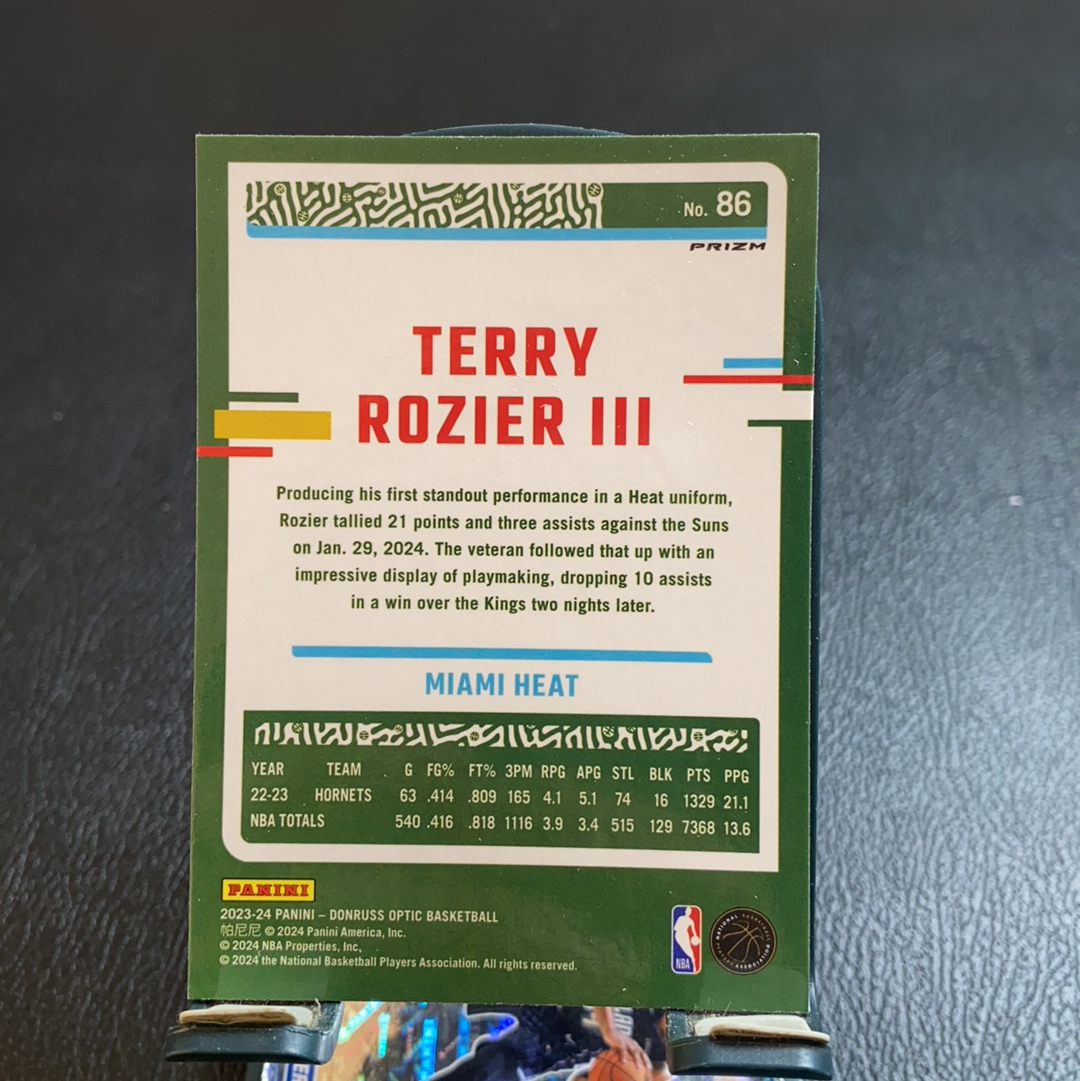 No. 86
PRIZM
TERRY
ROZIER III
Producing his first standout performance in a Heat uniform,
Rozier tallied 21 points and three assists against the Suns
on Jan. 29, 2024. The veteran followed that up with an
impressive display of playmaking, dropping 10 assists
in a win over the Kings two nights later.
MIAMI HEAT
YEAR TEAM G FG% FT% 3PM RPG APG STL BLK PTS PPG
22-23 HORNETS 63 .414 .809 165 4.1 5.1 74 16 1329 21.1
NBA TOTALS 540 .416 .818 1116 3.9 3.4 515 129 7368 13.6
PANINI
2023-24 PANINI – DONRUSS OPTIC BASKETBALL
帕尼尼 © 2024 Panini America, Inc.
© 2024 NBA Properties, Inc.
© 2024 the National Basketball Players Association. All rights reserved.
NBA
NATIONAL BASKETBALL PLAYERS ASSOCIATION